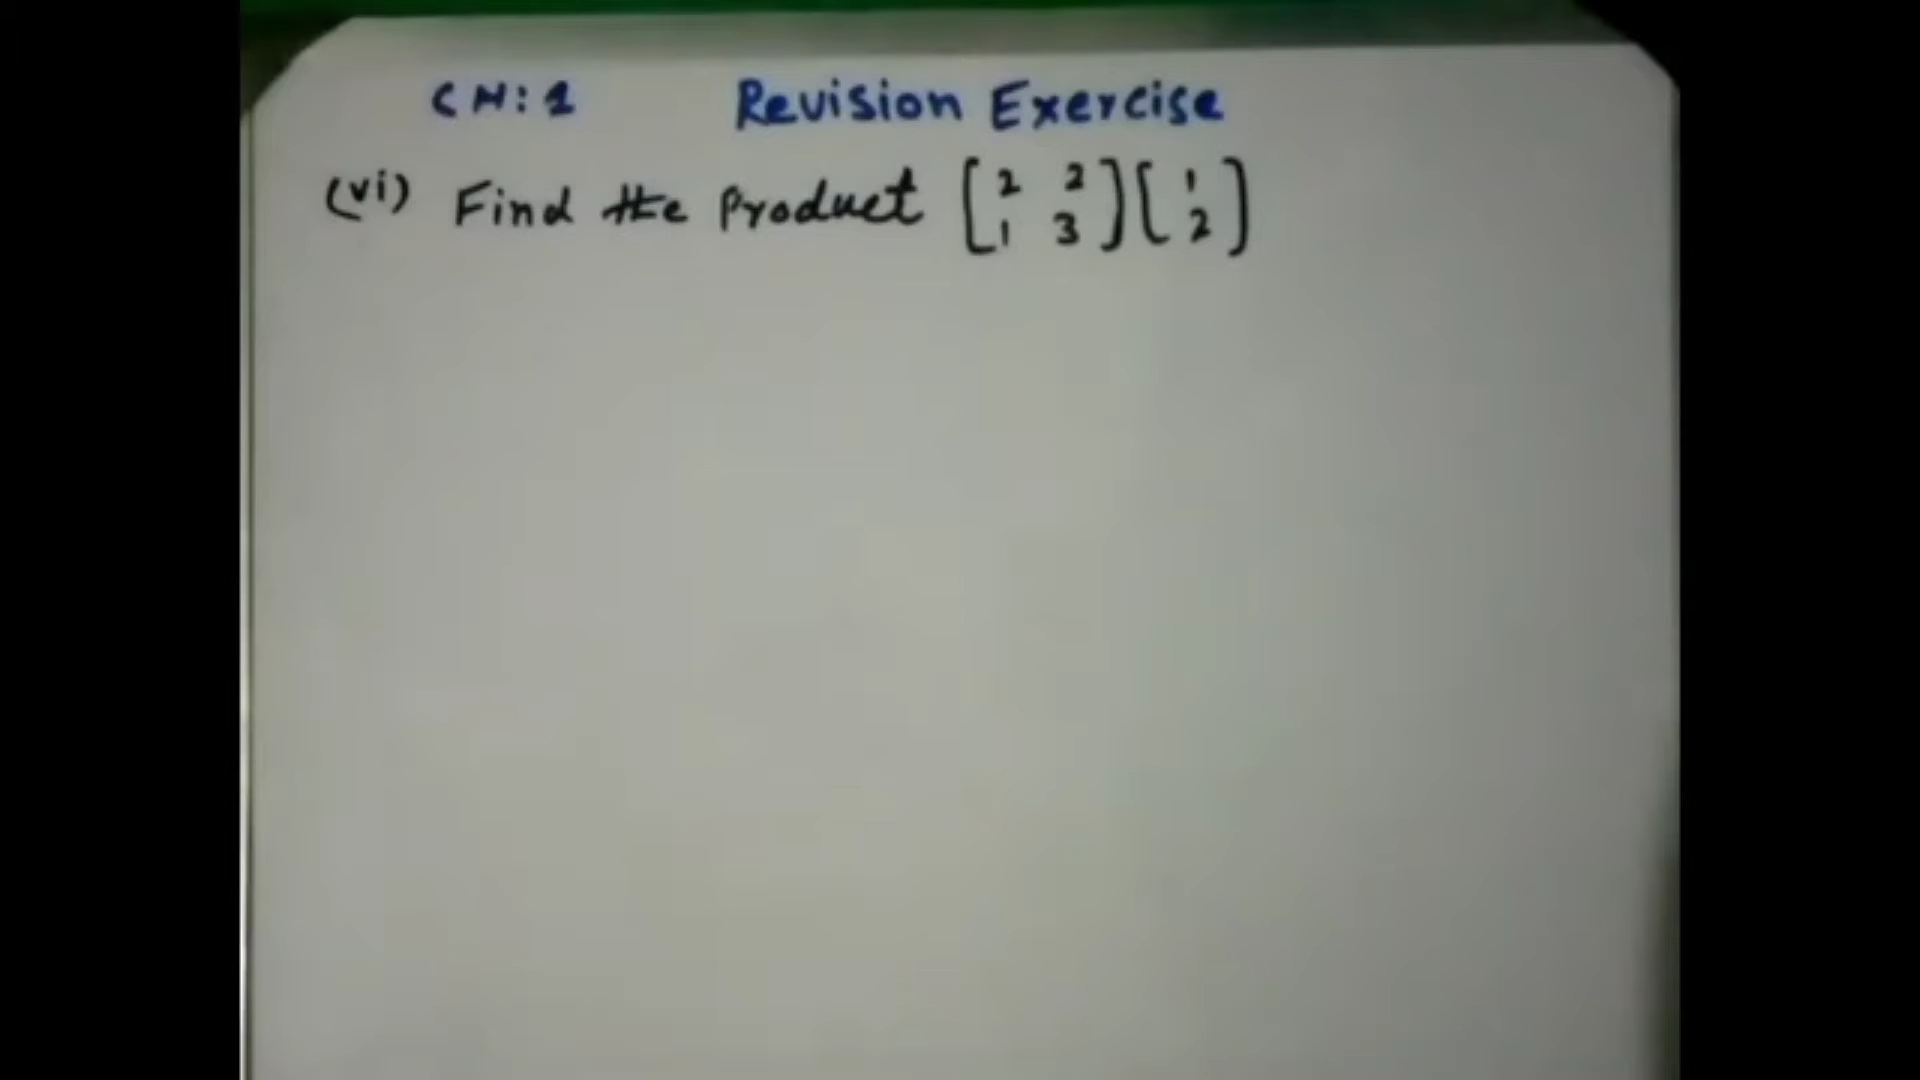 CH:1 Revision Exercise
(vi) Find the Product [2 2 1 3][1 2]